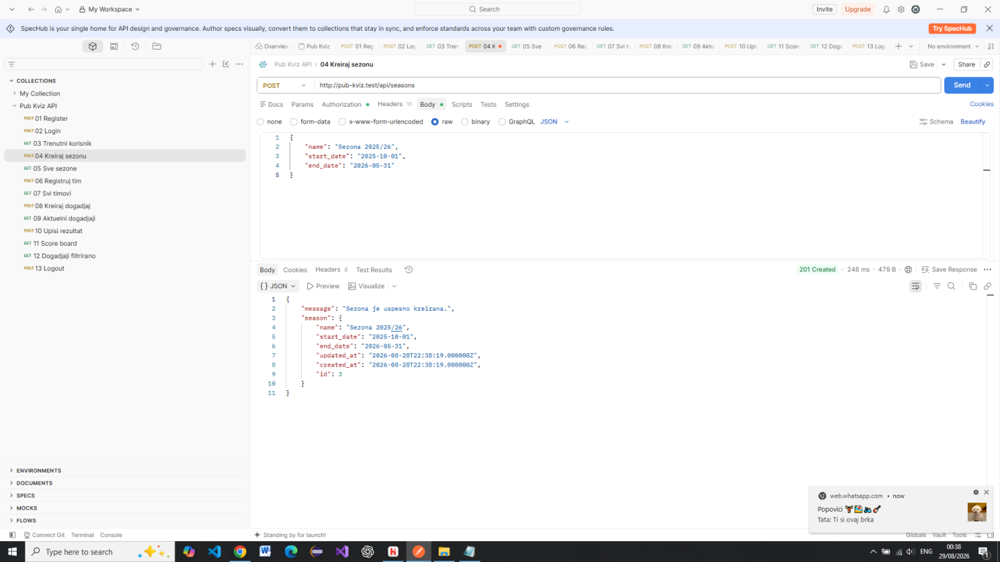 My Workspace
Search
Invite
Upgrade
SpecHub is your single home for API design and governance. Author specs visually, convert them to collections that stay in sync, and enforce standards across your team with custom governance rules.
Try SpecHub
Overview
Pub Kviz
POST 01 Reg
POST 02 Log
GET 03 Tren
POST 04 K
GET 05 Sve
POST 06 Reg
GET 07 Svi ti
POST 08 Kre
GET 09 Aktu
POST 10 Upi
GET 11 Score
GET 12 Doga
POST 13 Log
No environment
COLLECTIONS
My Collection
Pub Kviz API
POST 01 Register
POST 02 Login
GET 03 Trenutni korisnik
POST 04 Kreiraj sezonu
GET 05 Sve sezone
POST 06 Registruj tim
GET 07 Svi timovi
POST 08 Kreiraj dogadjaj
GET 09 Aktuelni dogadjaji
POST 10 Upisi rezultat
GET 11 Score board
GET 12 Dogadjaji filtrirano
POST 13 Logout
ENVIRONMENTS
DOCUMENTS
SPECS
MOCKS
FLOWS
HTTP Pub Kviz API > 04 Kreiraj sezonu
Save
Share
POST
http://pub-kviz.test/api/seasons
Send
Docs Params Authorization Headers 11 Body Scripts Tests Settings
Cookies
none form-data x-www-form-urlencoded raw binary GraphQL JSON
Schema Beautify
1 {
2 "name": "Sezona 2025/26",
3 "start_date": "2025-10-01",
4 "end_date": "2026-05-31"
5 }
Body Cookies Headers 8 Test Results
201 Created • 248 ms • 479 B
Save Response
{} JSON
Preview
Visualize
1 {
2 "message": "Sezona je uspesno kreirana.",
3 "season": {
4 "name": "Sezona 2025/26",
5 "start_date": "2025-10-01",
6 "end_date": "2026-05-31",
7 "updated_at": "2026-08-28T22:38:19.000000Z",
8 "created_at": "2026-08-28T22:38:19.000000Z",
9 "id": 3
10 }
11 }
web.whatsapp.com • now
Popovici
Tata: Ti si ovaj brka
Connect Git Terminal Console
Standing by for launch!
Globals Vault Tools
Type here to search
ENG
00:38
29/08/2026
1